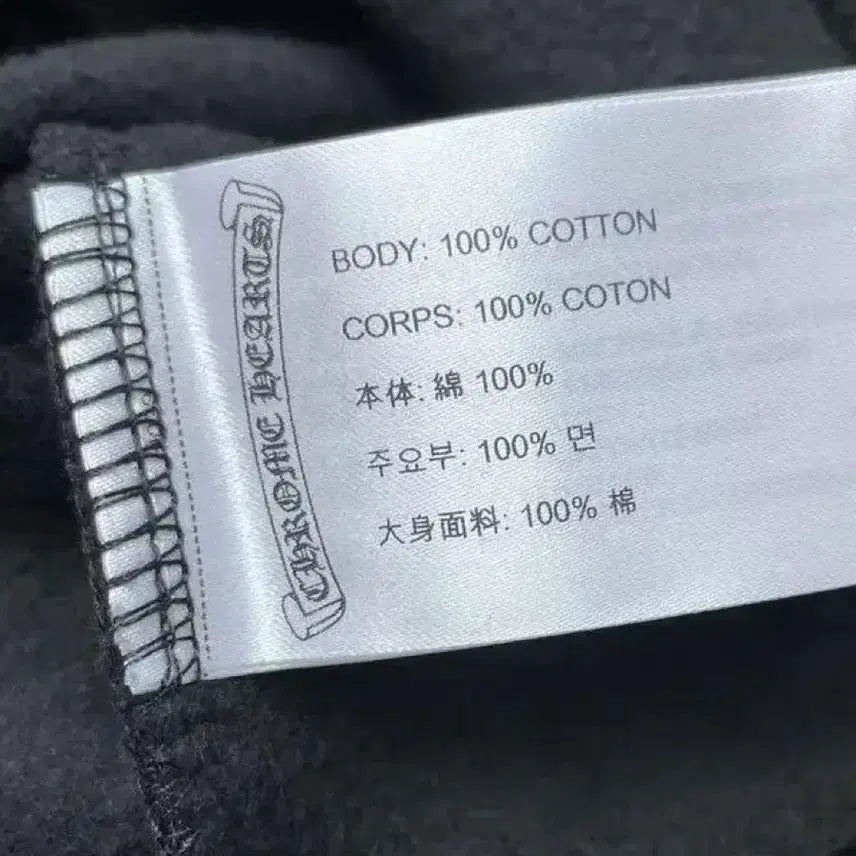 CHROME HEARTS
BODY: 100% COTTON
CORPS: 100% COTON
本体: 綿 100%
주요부: 100% 면
大身面料: 100% 棉